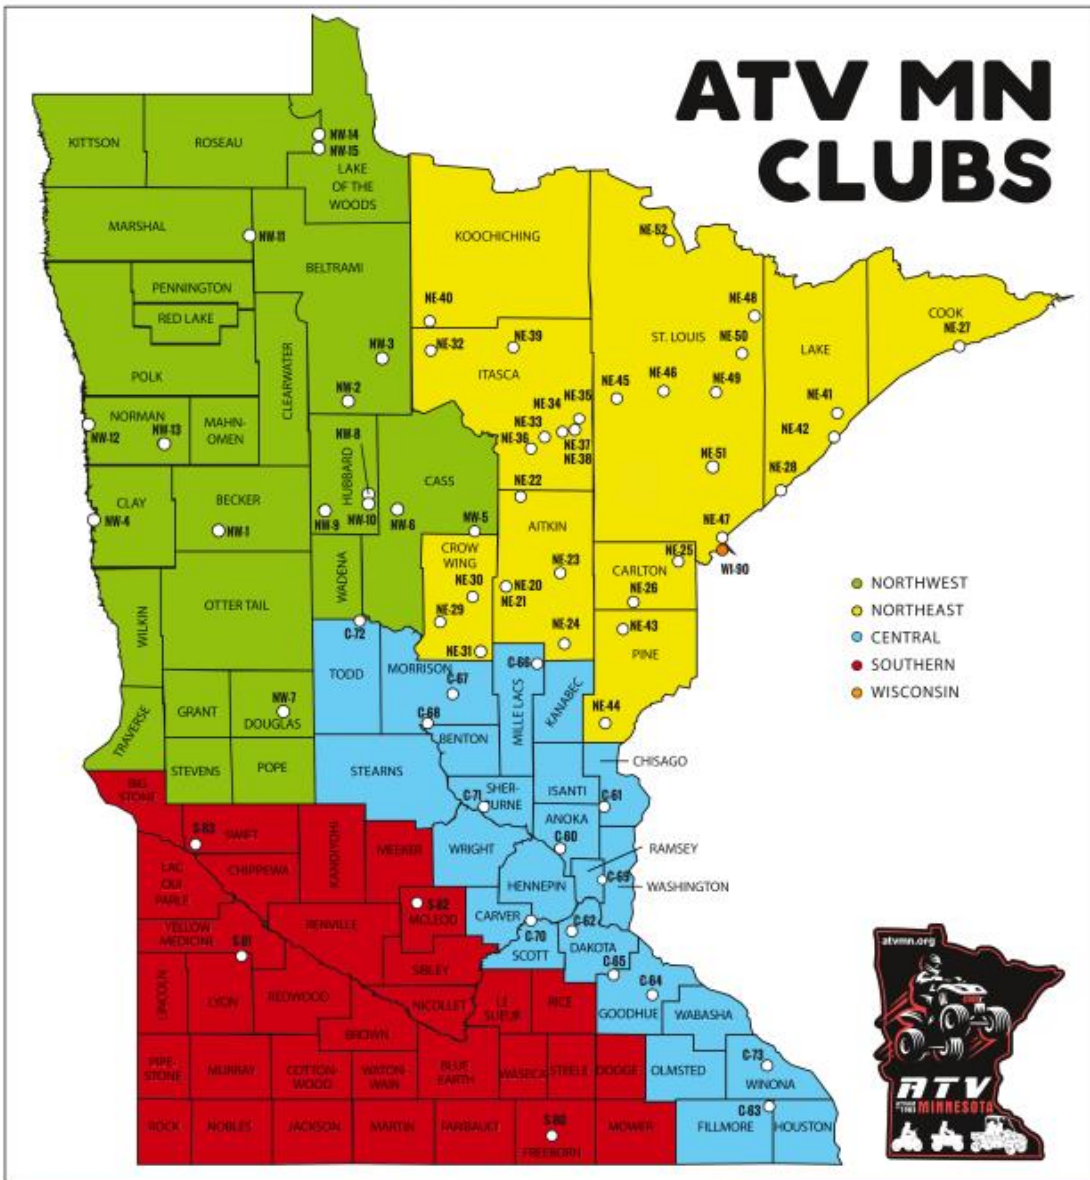 ATV MN
CLUBS
KITTSON
ROSEAU
NW-14
NW-15
LAKE
OF THE
WOODS
MARSHAL
NW-11
BELTRAMI
KOOCHICHING
NE-52
PENNINGTON
RED LAKE
NE-40
NE-48
COOK
NE-27
NW-3
NE-32
NE-39
ST. LOUIS
NE-50
LAKE
POLK
CLEARWATER
ITASCA
NW-2
NE-45
NE-46
NE-49
NE-41
NORMAN
NW-12
NW-13
MAHN-
OMEN
NW-8
NE-34
NE-35
NE-33
NE-36
NE-37
NE-38
NE-42
NE-51
HUBBARD
CASS
NE-22
NE-28
CLAY
NW-4
BECKER
NW-1
NW-9
NW-10
NW-6
NW-5
AITKIN
NE-47
WI-90
CROW
WING
NE-30
NE-29
NE-31
NE-23
NE-20
NE-21
NE-24
NE-25
CARLTON
NE-26
NE-43
PINE
NE-44
WADENA
OTTER TAIL
WILKIN
NORTHWEST
NORTHEAST
CENTRAL
SOUTHERN
WISCONSIN
C-72
TODD
MORRISON
C-67
C-66
C-68
MILLE LACS
KANABEC
GRANT
NW-7
DOUGLAS
TRAVERSE
BENTON
STEVENS
POPE
STEARNS
CHISAGO
BIG
STONE
C-71
SHER-
BURNE
ISANTI
C-61
ANOKA
C-60
S-83
SWIFT
KANDIYOHI
MEEKER
WRIGHT
RAMSEY
LAC
QUI
PARLE
CHIPPEWA
HENNEPIN
C-69
WASHINGTON
S-82
MCLEOD
CARVER
C-70
C-62
RENVILLE
YELLOW
MEDICINE
S-81
SCOTT
DAKOTA
C-65
SIBLEY
C-64
LINCOLN
LYON
REDWOOD
NICOLLET
LE
SUEUR
RICE
GOODHUE
WABASHA
BROWN
PIPE-
STONE
MURRAY
COTTON-
WOOD
WATON-
WAN
BLUE
EARTH
WASECA
STEELE
DODGE
OLMSTED
C-73
WINONA
C-63
ROCK
NOBLES
JACKSON
MARTIN
FARIBAULT
S-80
FREEBORN
MOWER
FILLMORE
HOUSTON
atvmn.org
ATV
MINNESOTA